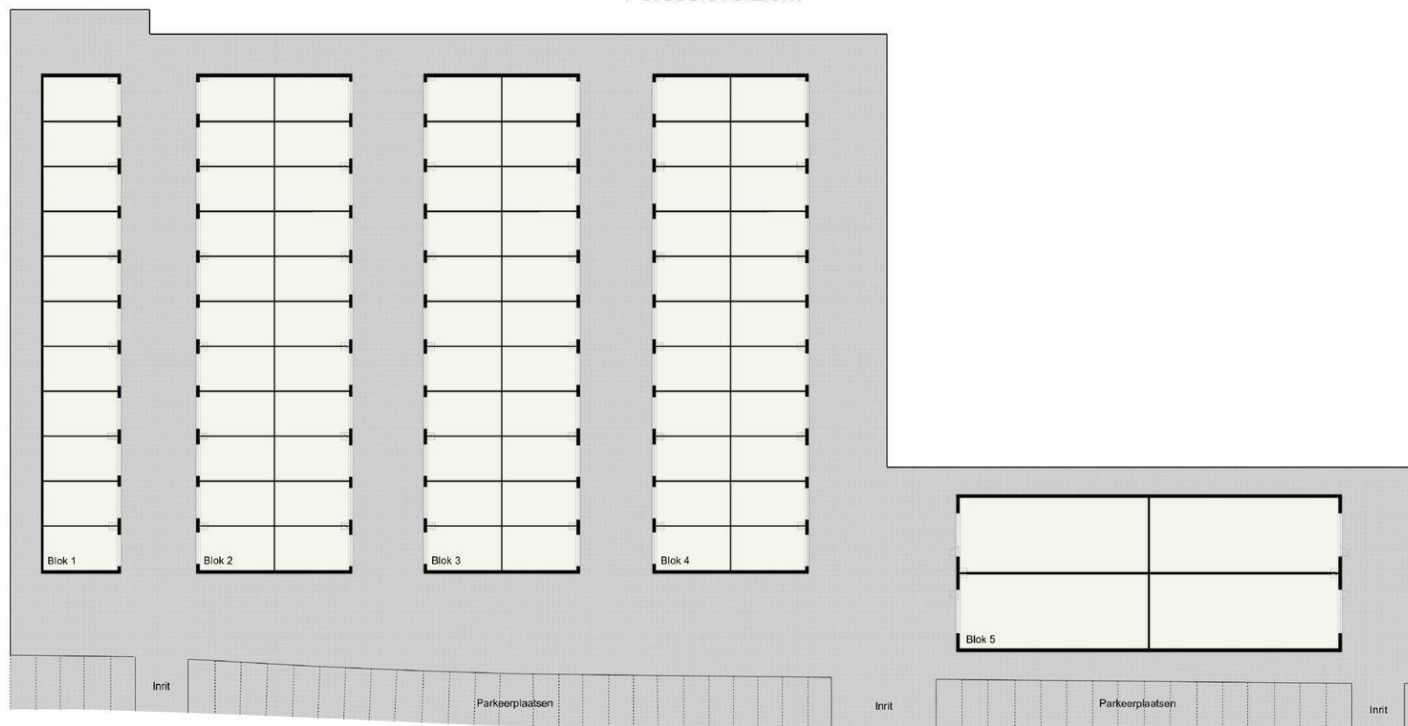 Blok 1
Blok 2
Blok 3
Blok 4
Blok 5
Inrit
Parkeerplaatsen
Inrit
Parkeerplaatsen
Inrit